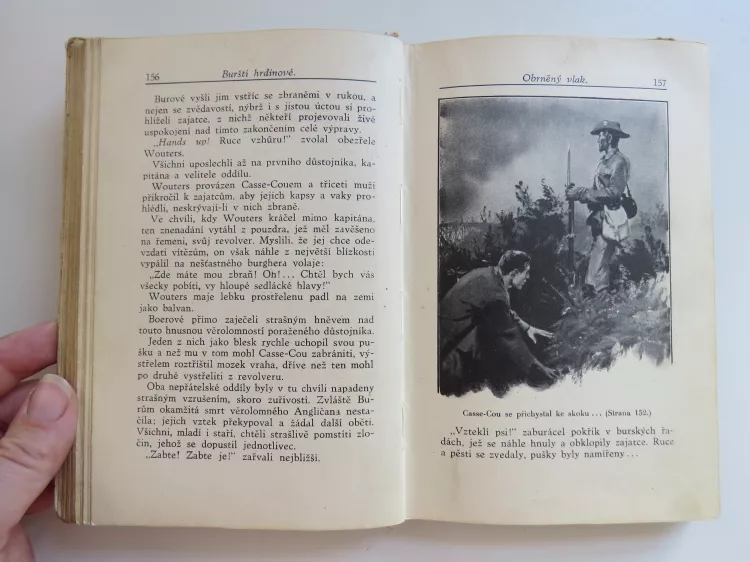 156 Burští hrdinové.
Burové vyšli jim vstříc se zbraněmi v rukou, a
nejen se zvědavostí, nýbrž i s jistou úctou si pro-
hlíželi zajatce, z nichž někteří projevovali živé
uspokojení nad tímto zakončením celé výpravy.
„Hands up! Ruce vzhůru!" zvolal obezřele
Wouters.
Všichni uposlechli až na prvního důstojníka, ka-
pitána a velitele oddílu.
Wouters provázen Casse-Couem a třiceti muži
přikročil k zajatcům, aby jejich kapsy a vaky pro-
hlédli, neskrývají-li v nich zbraně.
Ve chvíli, kdy Wouters kráčel mimo kapitána,
ten znenadání vytáhl z pouzdra, jež měl zavěšeno
na řemeni, svůj revolver. Myslili, že jej chce ode-
vzdati vítězům, on však náhle z největší blízkosti
vypálil na nešťastného burghera volaje:
„Zde máte mou zbraň! Oh!... Chtěl bych vás
všecky pobíti, vy hloupé sedlácké hlavy!"
Wouters maje lebku prostřelenu padl na zemi
jako balvan.
Boerové přímo zaječeli strašným hněvem nad
touto hnusnou věrolomností poraženého důstojníka.
Jeden z nich jako blesk rychle uchopil svou pu-
šku a než mu v tom mohl Casse-Cou zabrániti, vý-
střelem roztříštil mozek vraha, dříve než ten mohl po
druhé vystřeliti z revolveru.
Oba nepřátelské oddíly byly v tu chvíli napadeny
strašným vzrušením, skoro zuřivostí. Zvláště Bu-
rům okamžitá smrt věrolomného Angličana nesta-
čila; jejich vztek překypoval a žádal další oběti.
Všichni, mladí i staří, chtěli strašlivě pomstíti zlo-
čin, jehož se dopustil jednotlivec.
„Zabte! Zabte je!" zařvali nejbližší.
Obrněný vlak. 157
Casse-Cou se přichystal ke skoku... (Strana 152.)
„Vzteklí psi!" zaburácel pokřik v burských řa-
dách, jež se náhle hnuly a obklopily zajatce. Ruce
a pěsti se zvedaly, pušky byly namířeny...